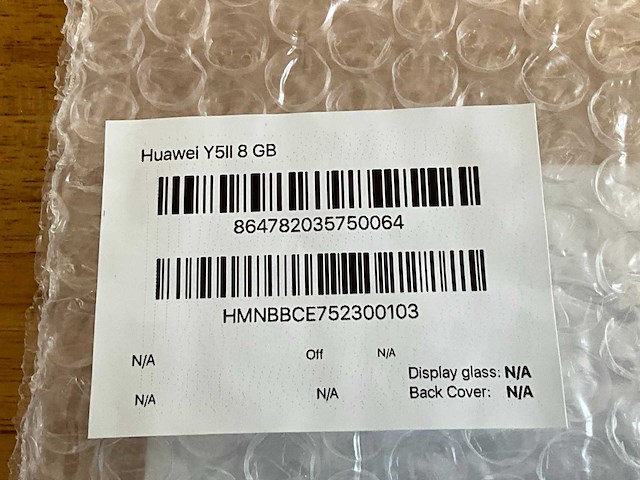 Huawei Y5II 8 GB
864782035750064
HMNBBCE752300103
N/A Off N/A
Display glass: N/A
N/A N/A Back Cover: N/A